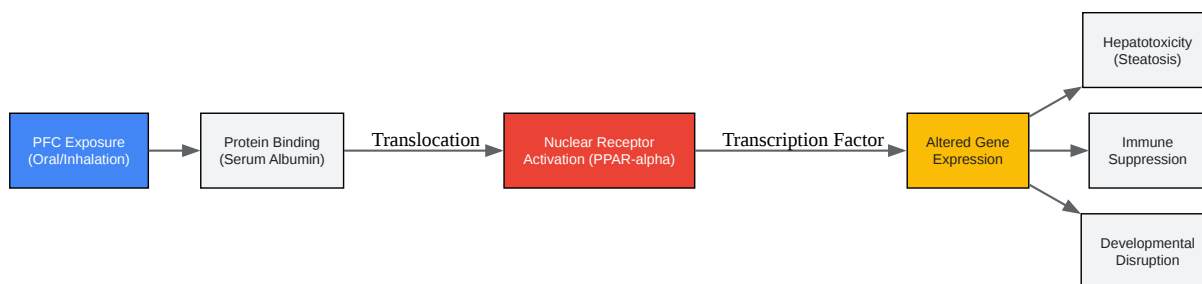 PFC Exposure
(Oral/Inhalation)
Protein Binding
(Serum Albumin)
Translocation
Nuclear Receptor
Activation (PPAR-alpha)
Transcription Factor
Altered Gene
Expression
Hepatotoxicity
(Steatosis)
Immune
Suppression
Developmental
Disruption